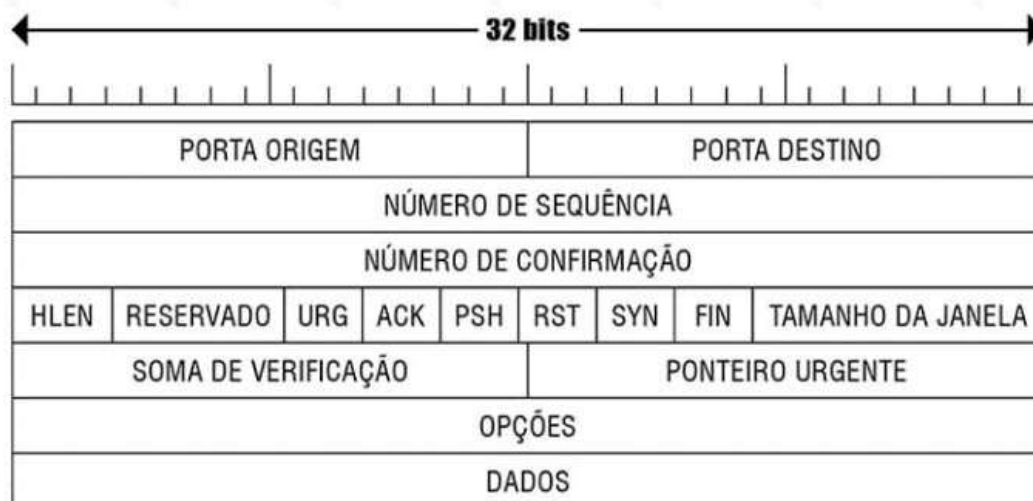 32 bits
PORTA ORIGEM PORTA DESTINO
NÚMERO DE SEQUÊNCIA
NÚMERO DE CONFIRMAÇÃO
HLEN RESERVADO URG ACK PSH RST SYN FIN TAMANHO DA JANELA
SOMA DE VERIFICAÇÃO PONTEIRO URGENTE
OPÇÕES
DADOS